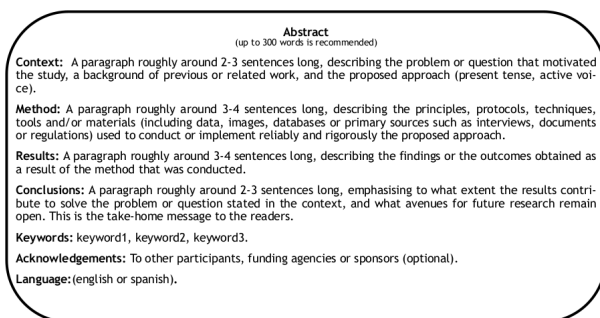 Abstract
(up to 300 words is recommended)
Context: A paragraph roughly around 2-3 sentences long, describing the problem or question that motivated
the study, a background of previous or related work, and the proposed approach (present tense, active voi-
ce).
Method: A paragraph roughly around 3-4 sentences long, describing the principles, protocols, techniques,
tools and/or materials (including data, images, databases or primary sources such as interviews, documents
or regulations) used to conduct or implement reliably and rigorously the proposed approach.
Results: A paragraph roughly around 3-4 sentences long, describing the findings or the outcomes obtained as
a result of the method that was conducted.
Conclusions: A paragraph roughly around 2-3 sentences long, emphasising to what extent the results contri-
bute to solve the problem or question stated in the context, and what avenues for future research remain
open. This is the take-home message to the readers.
Keywords: keyword1, keyword2, keyword3.
Acknowledgements: To other participants, funding agencies or sponsors (optional).
Language:(english or spanish).